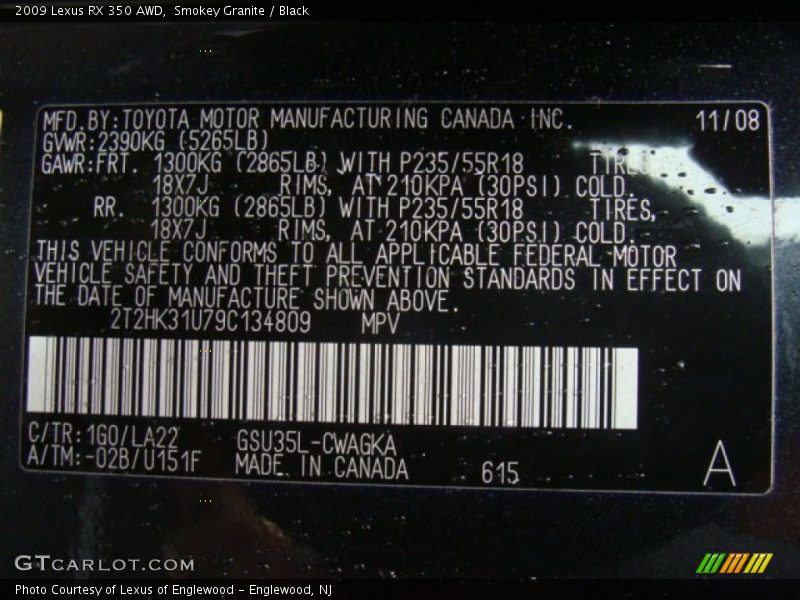 2009 Lexus RX 350 AWD, Smokey Granite / Black
MFD. BY: TOYOTA MOTOR MANUFACTURING CANADA INC. 11/08
GVWR: 2390KG (5265LB)
GAWR: FRT. 1300KG (2865LB) WITH P235/55R18
18X7J RIMS, AT 210KPA (30PSI) COLD.
RR. 1300KG (2865LB) WITH P235/55R18 TIRES,
18X7J RIMS, AT 210KPA (30PSI) COLD.
THIS VEHICLE CONFORMS TO ALL APPLICABLE FEDERAL MOTOR
VEHICLE SAFETY AND THEFT PREVENTION STANDARDS IN EFFECT ON
THE DATE OF MANUFACTURE SHOWN ABOVE.
2T2HK31U79C134809 MPV
C/TR: 1G0/LA22 GSU35L-CWAGKA
A/TM: -02B/U151F MADE IN CANADA 615 A
GTCARLOT.COM
Photo Courtesy of Lexus of Englewood - Englewood, NJ